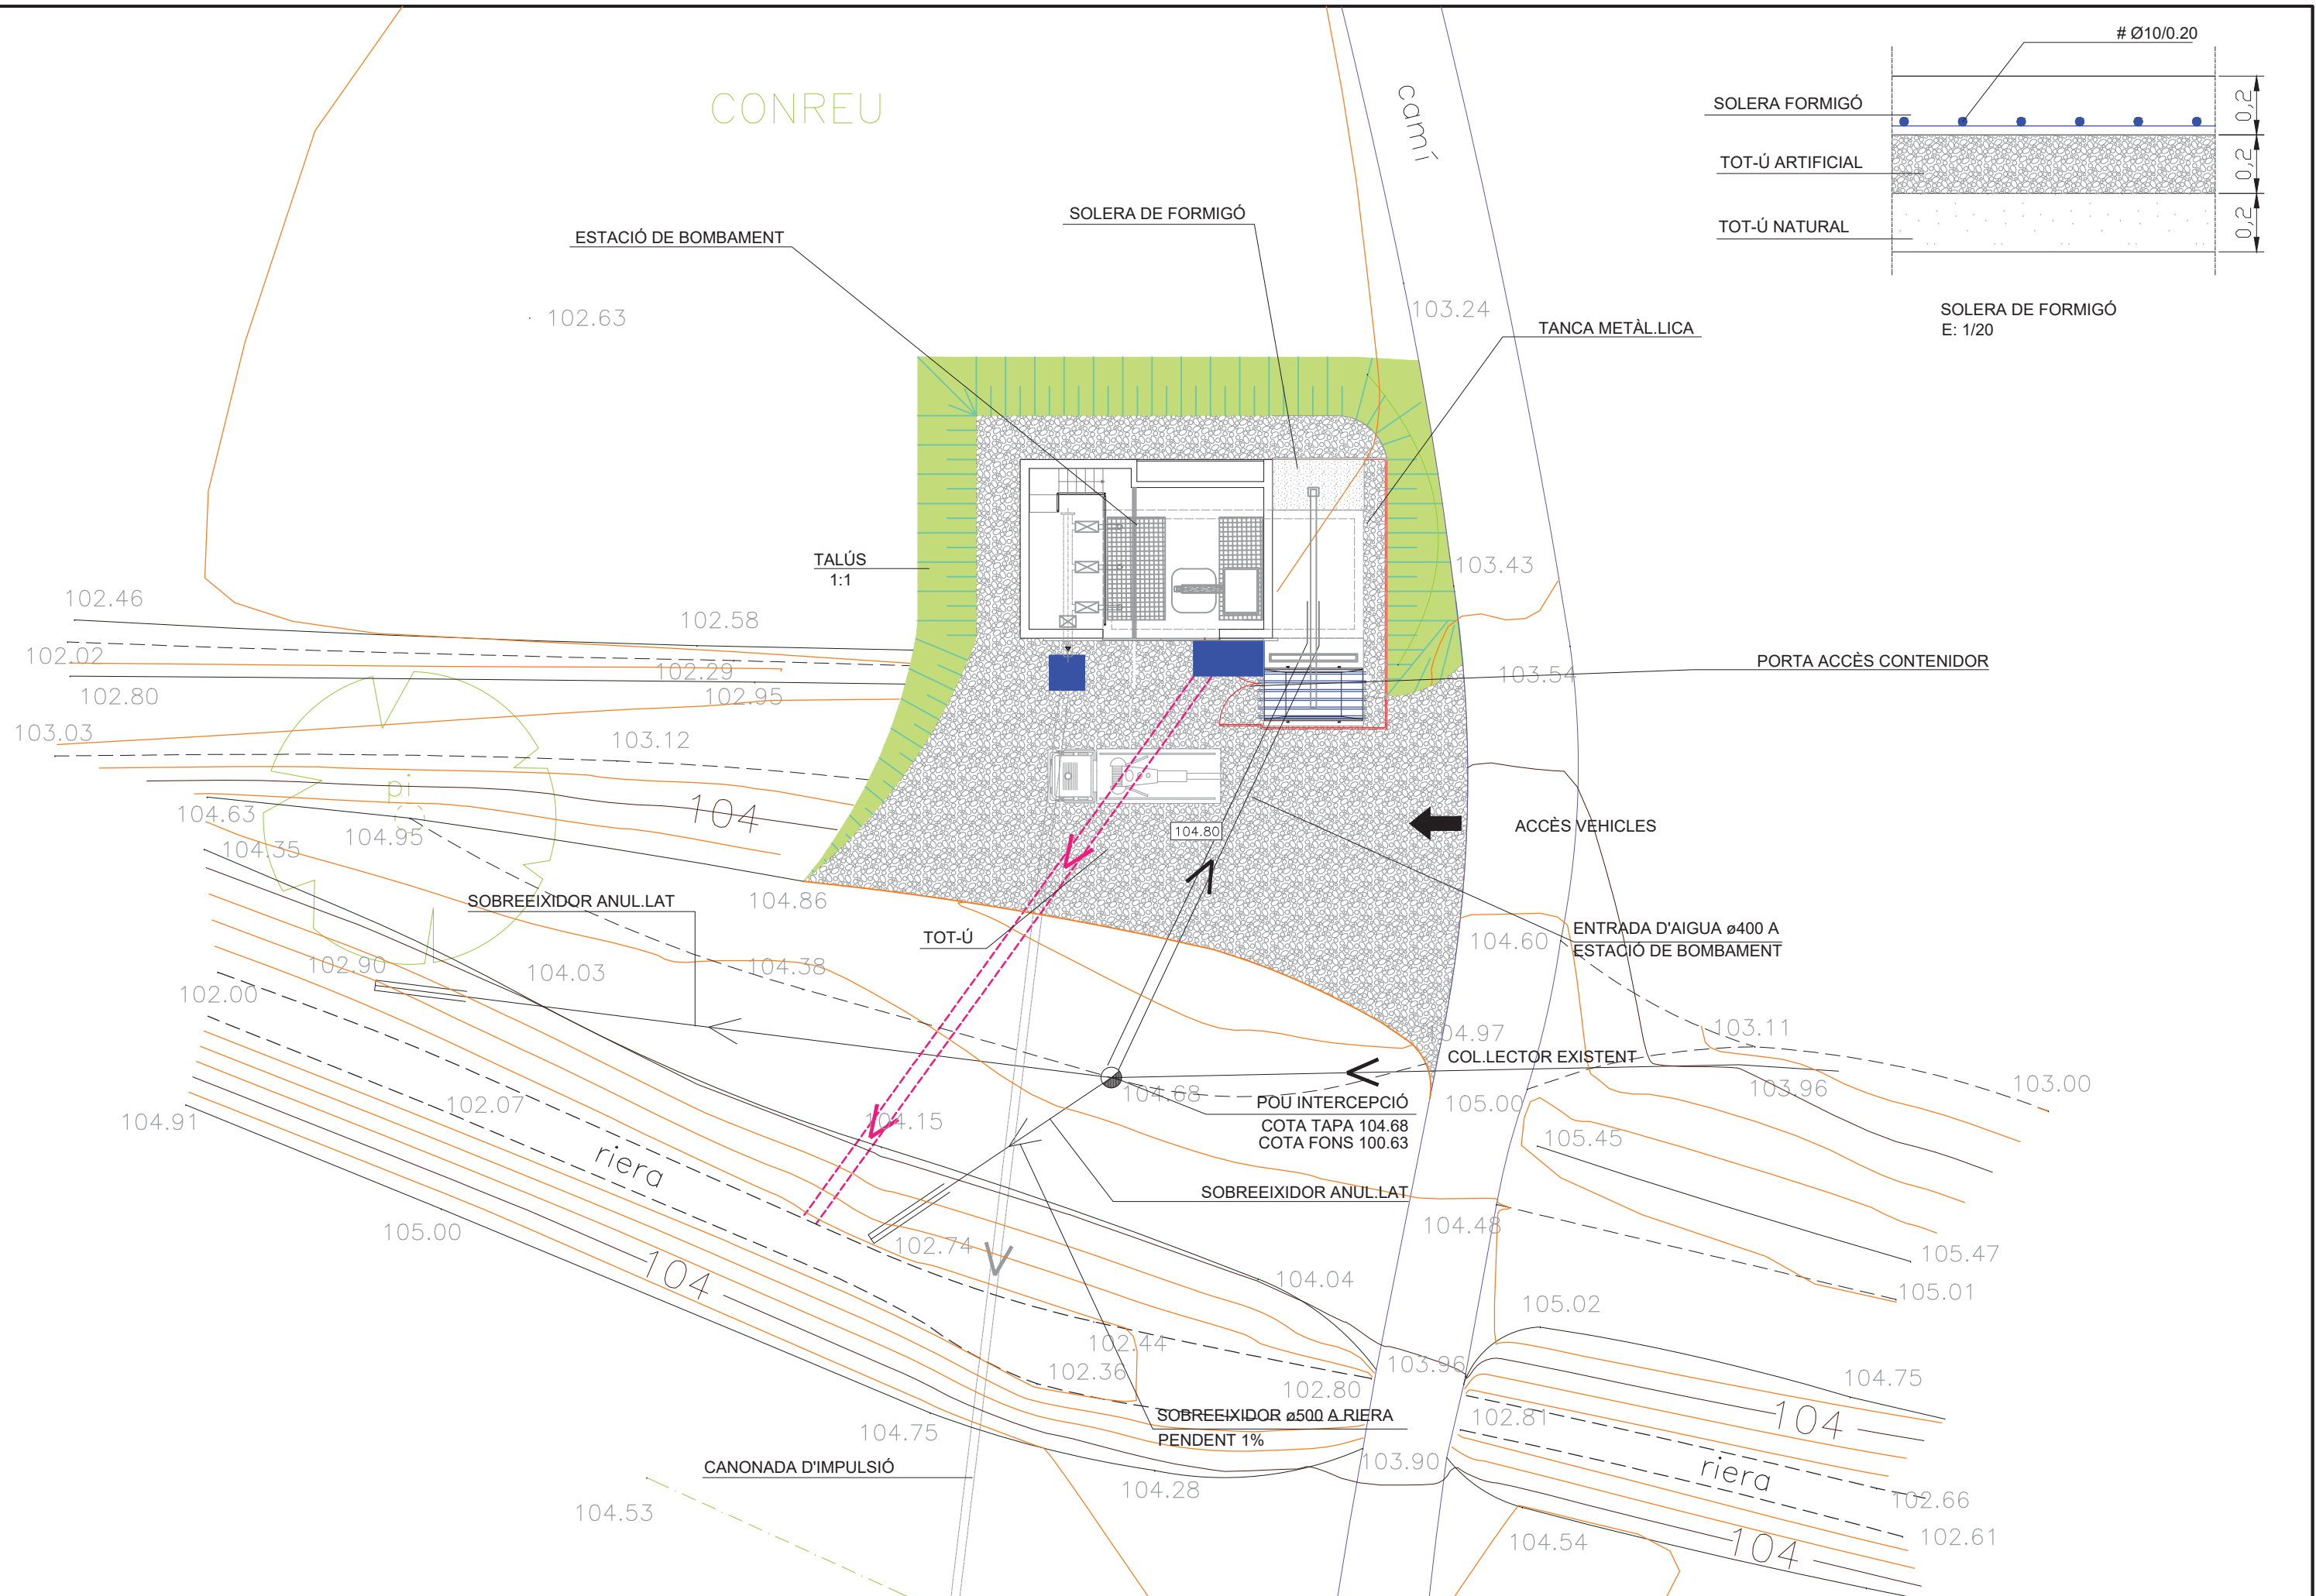 # Ø10/0.20
CONREU
camí
SOLERA FORMIGÓ
0,2
TOT-Ú ARTIFICIAL
0,2
TOT-Ú NATURAL
0,2
SOLERA DE FORMIGÓ
E: 1/20
SOLERA DE FORMIGÓ
ESTACIÓ DE BOMBAMENT
102.63
103.24
TANCA METÀL.LICA
TALÚS
1:1
103.43
102.46
102.58
102.02
102.29
102.80
102.95
103.54
PORTA ACCÈS CONTENIDOR
103.03
103.12
pi
104
104.63
104.95
104.35
104.80
ACCÈS VEHICLES
SOBREEIXIDOR ANUL.LAT
104.86
TOT-Ú
104.60
ENTRADA D'AIGUA ø400 A
ESTACIÓ DE BOMBAMENT
102.90
104.03
104.38
102.00
104.97
103.11
COL.LECTOR EXISTENT
103.96
103.00
104.68
POU INTERCEPCIÓ
COTA TAPA 104.68
COTA FONS 100.63
105.00
102.07
104.91
104.15
105.45
riera
SOBREEIXIDOR ANUL.LAT
105.00
104.48
102.74
105.47
104
104.04
105.01
105.02
102.44
102.36
103.96
102.80
104.75
SOBREEIXIDOR ø500 A RIERA
PENDENT 1%
102.81
104
104.75
CANONADA D'IMPULSIÓ
103.90
riera
104.28
104.53
102.66
102.61
104.54
104